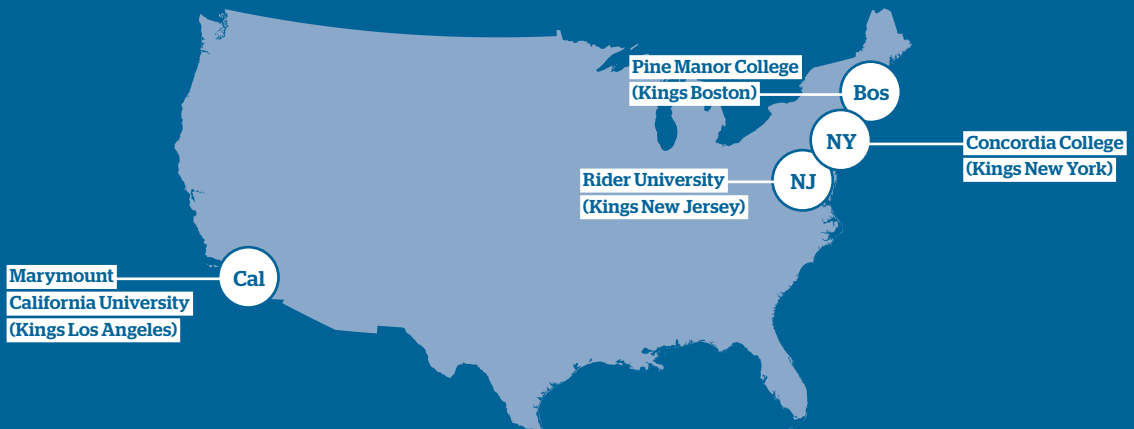 Pine Manor College
(Kings Boston)
Bos
NY
Concordia College
(Kings New York)
Rider University
(Kings New Jersey)
NJ
Marymount
California University
(Kings Los Angeles)
Cal